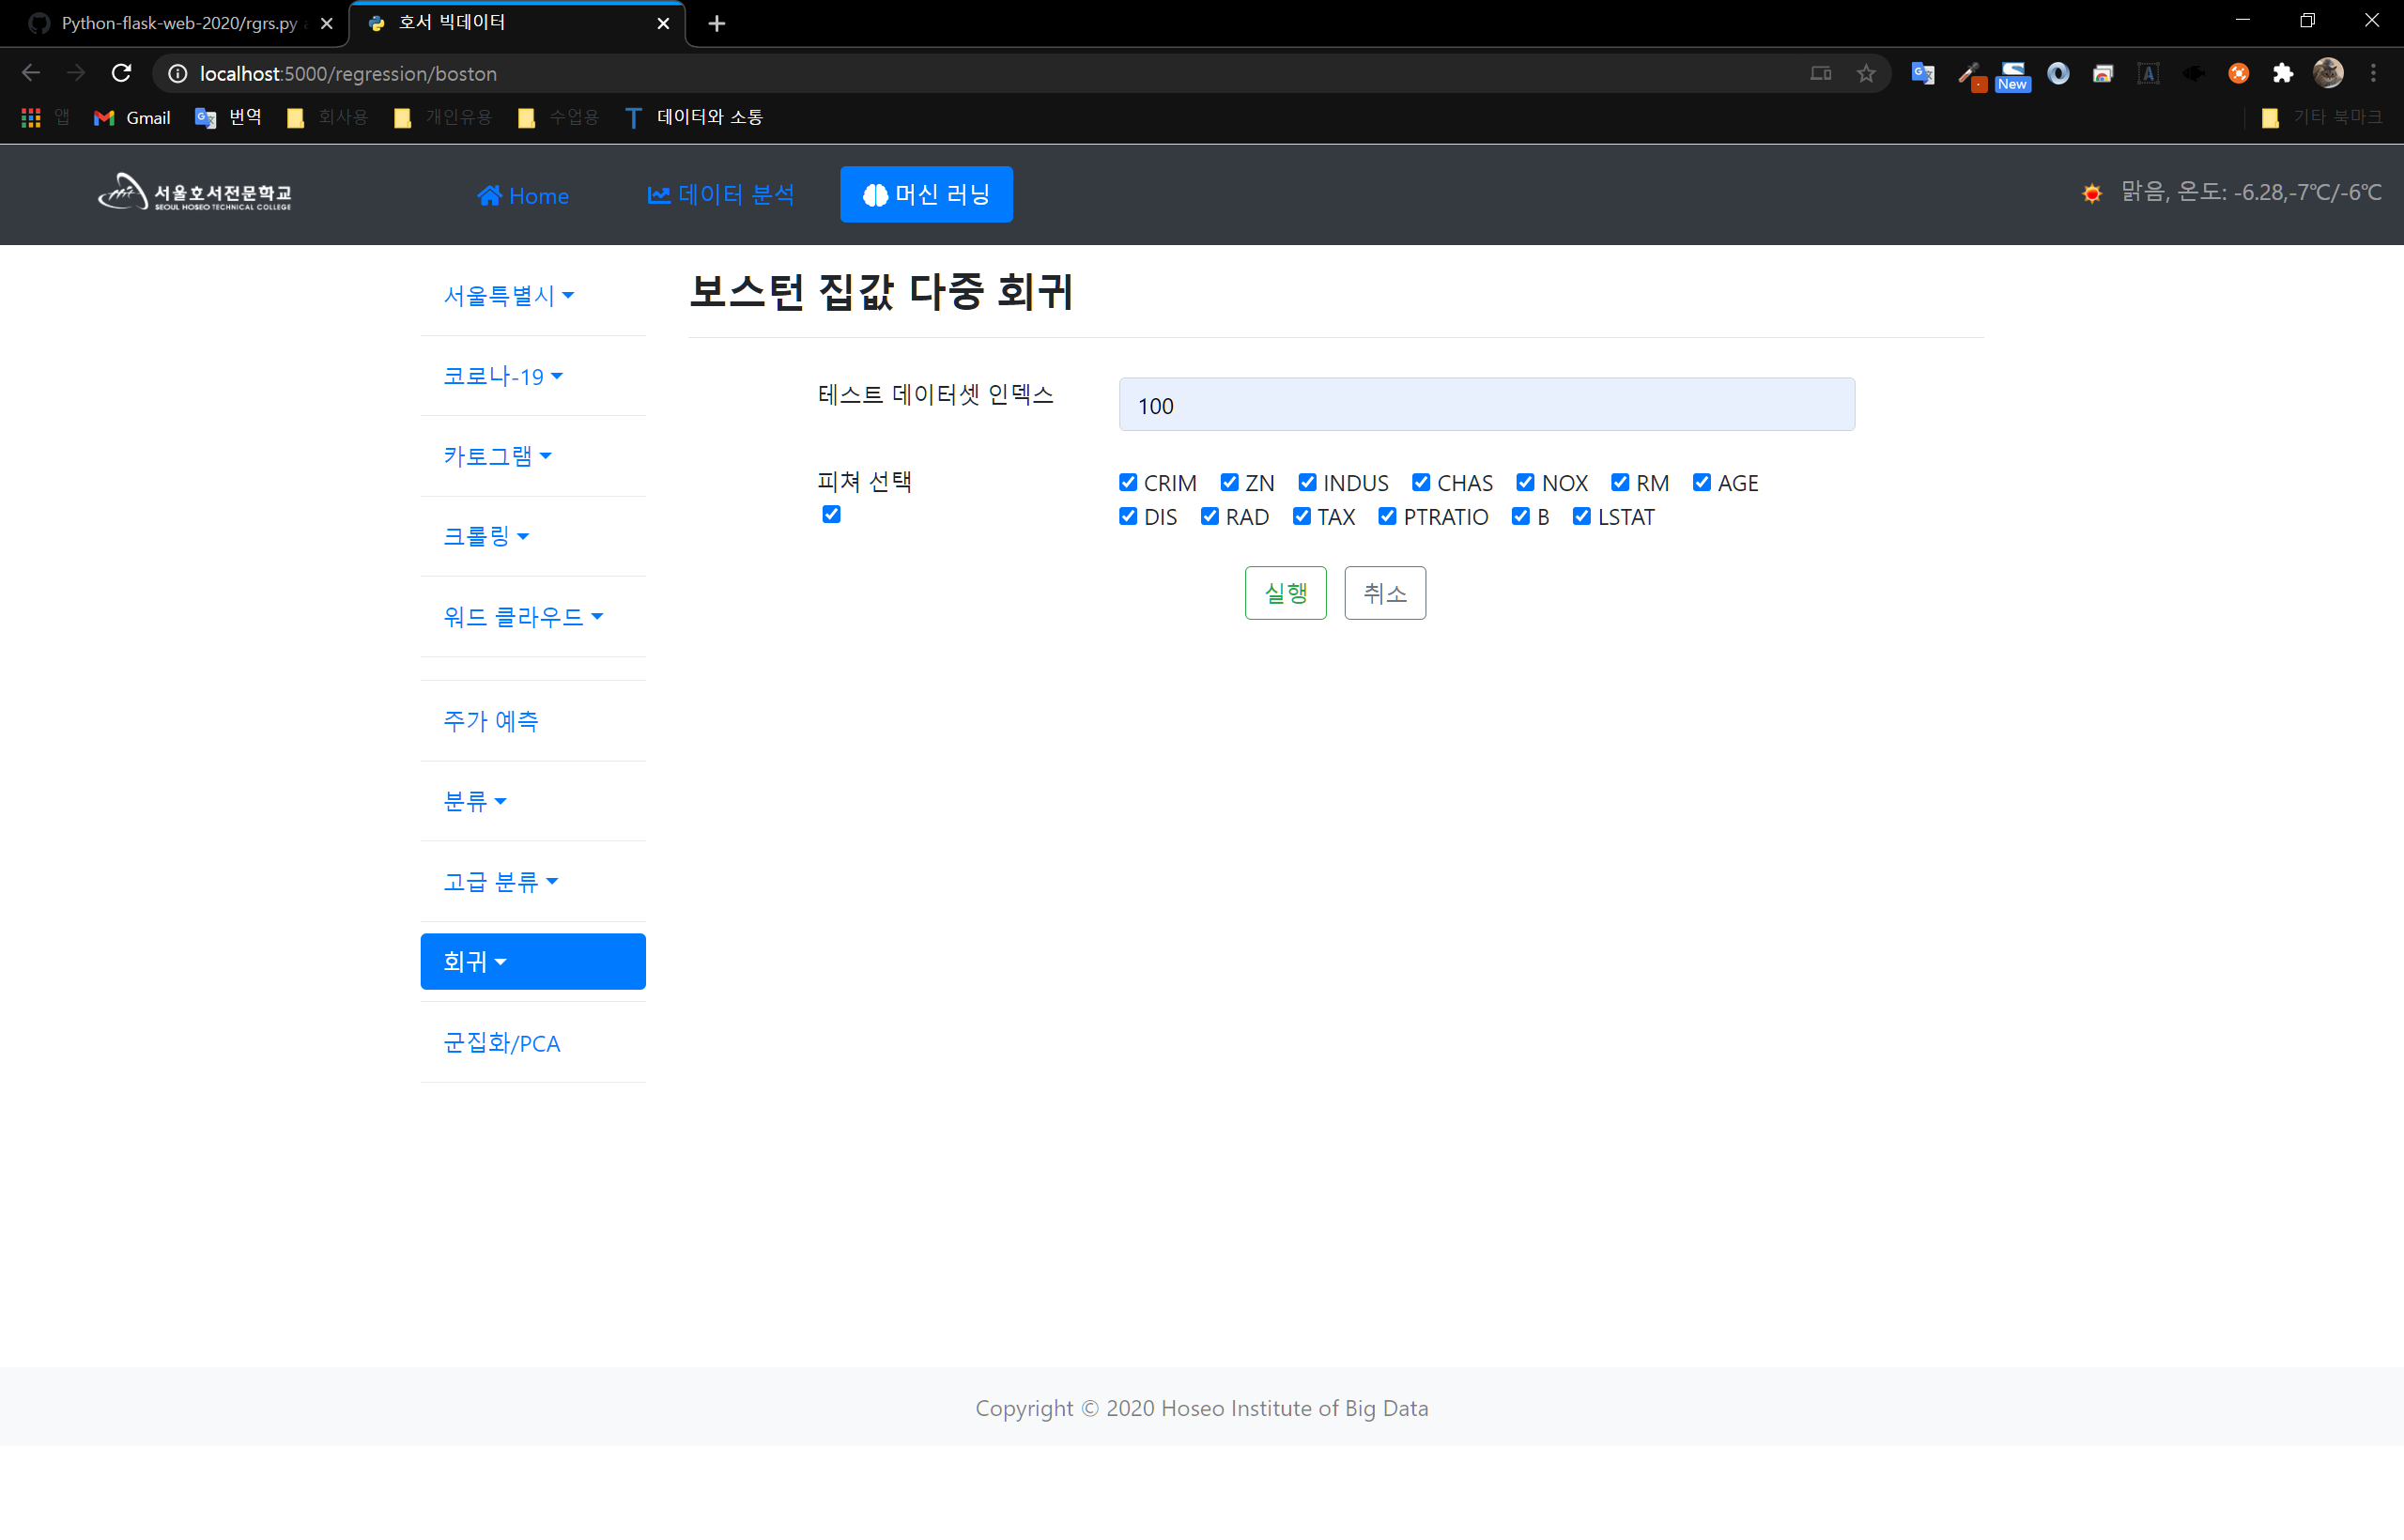 Python-flask-web-2020/rgrs.py
호서 빅데이터
localhost:5000/regression/boston
New
앱
Gmail
번역
회사용
개인유용
수업용
데이터와 소통
기타 북마크
서울호서전문학교
SEOUL HOSEO TECHNICAL COLLEGE
Home
데이터 분석
머신 러닝
맑음, 온도: -6.28,-7℃/-6℃
서울특별시
코로나-19
카토그램
크롤링
워드 클라우드
주가 예측
분류
고급 분류
회귀
군집화/PCA
보스턴 집값 다중 회귀
테스트 데이터셋 인덱스
100
피쳐 선택
CRIM ZN INDUS CHAS NOX RM AGE
DIS RAD TAX PTRATIO B LSTAT
실행 취소
Copyright © 2020 Hoseo Institute of Big Data